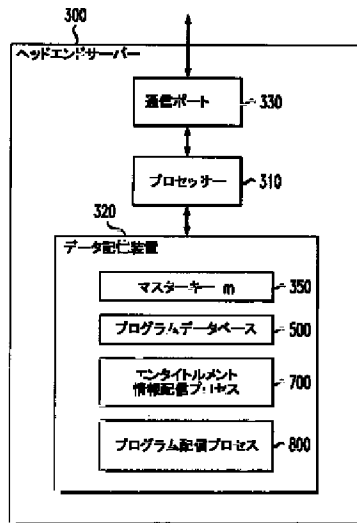 300
ヘッドエンドサーバー
通信ポート
330
プロセッサー
310
320
データ記憶装置
マスターキー m
350
プログラムデータベース
500
エンタイトルメント
情報配信プロセス
700
プログラム配信プロセス
800